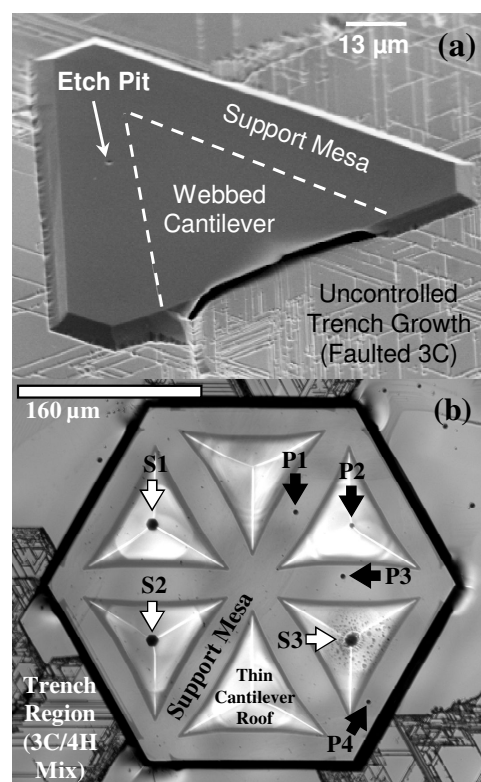 13 µm
(a)
Etch Pit
Support Mesa
Webbed
Cantilever
Uncontrolled
Trench Growth
(Faulted 3C)
160 µm
(b)
S1
P1
P2
P3
S2
S3
Support Mesa
Thin
Cantilever
Roof
P4
Trench
Region
(3C/4H
Mix)